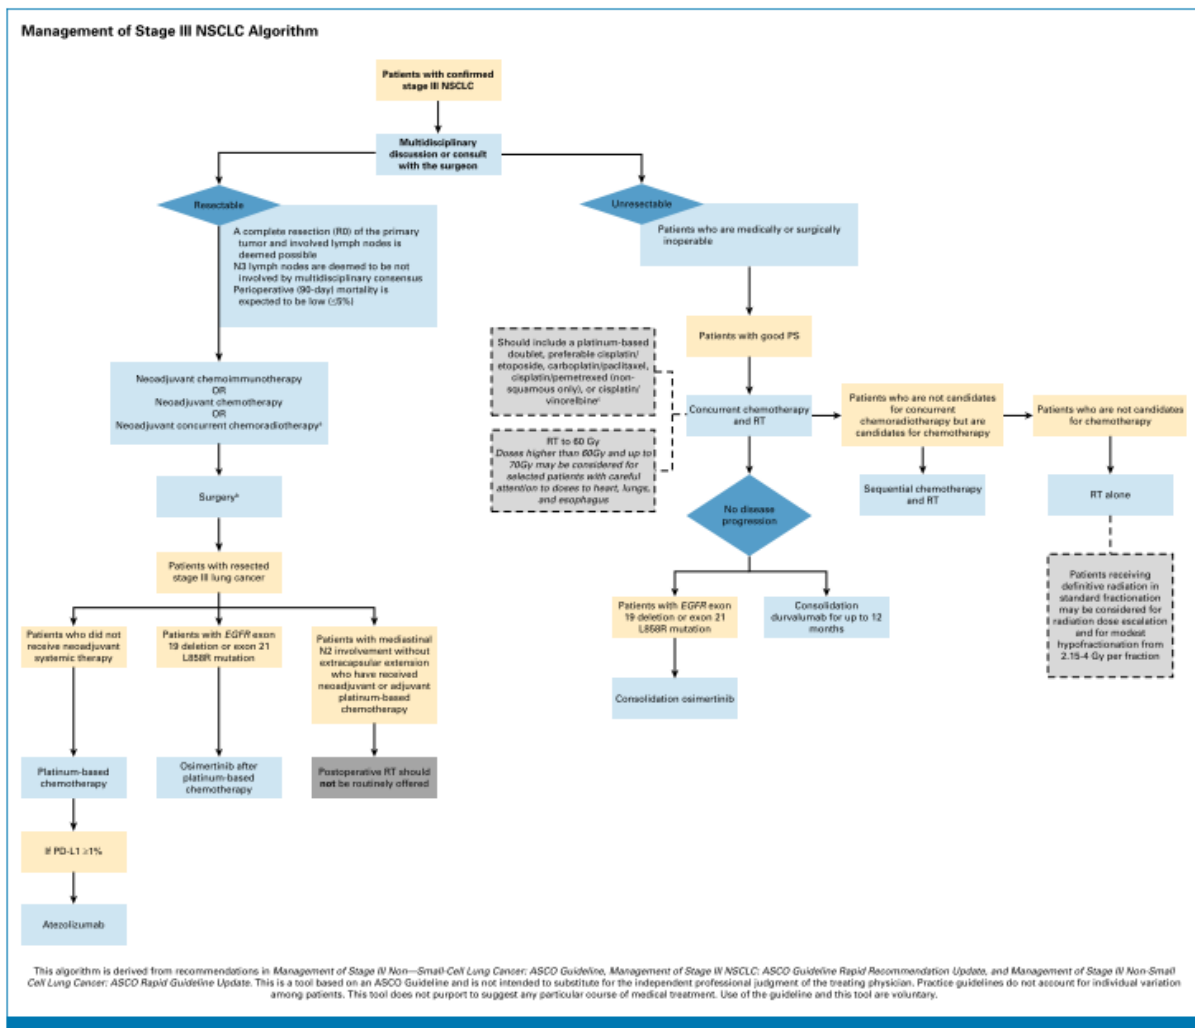 Management of Stage III NSCLC Algorithm
Patients with confirmed
stage III NSCLC
Multidisciplinary
discussion or consult
with the surgeon
Resectable
A complete resection (R0) of the primary
tumor and involved lymph nodes is
deemed possible
N3 lymph nodes are deemed to be not
involved by multidisciplinary consensus
Perioperative (90-day) mortality is
expected to be low (≤5%)
Neoadjuvant chemoimmunotherapy
OR
Neoadjuvant chemotherapy
OR
Neoadjuvant concurrent chemoradiotherapy
Surgery
Patients with resected
stage III lung cancer
Patients who did not
receive neoadjuvant
systemic therapy
Platinum-based
chemotherapy
If PD-L1 ≥1%
Atezolizumab
Patients with EGFR exon
19 deletion or exon 21
L858R mutation
Osimertinib after
platinum-based
chemotherapy
Patients with mediastinal
N2 involvement without
extracapsular extension
who have received
neoadjuvant or adjuvant
platinum-based
chemotherapy
Postoperative RT should
not be routinely offered
Unresectable
Patients who are medically or surgically
inoperable
Patients with good PS
Should include a platinum-based
doublet, preferable cisplatin/
etoposide, carboplatin/paclitaxel,
cisplatin/pemetrexed (non-
squamous only), or cisplatin/
vinorelbine
RT to 60 Gy
Doses higher than 60Gy and up to
70Gy may be considered for
selected patients with careful
attention to doses to heart, lungs,
and esophagus
Concurrent chemotherapy
and RT
No disease
progression
Patients with EGFR exon
19 deletion or exon 21
L858R mutation
Consolidation osimertinib
Consolidation
durvalumab for up to 12
months
Patients who are not candidates
for concurrent
chemoradiotherapy but are
candidates for chemotherapy
Sequential chemotherapy
and RT
Patients who are not candidates
for chemotherapy
RT alone
Patients receiving
definitive radiation in
standard fractionation
may be considered for
radiation dose escalation
and for modest
hypofractionation from
2.15-4 Gy per fraction
This algorithm is derived from recommendations in Management of Stage III Non—Small-Cell Lung Cancer: ASCO Guideline, Management of Stage III NSCLC: ASCO Guideline Rapid Recommendation Update, and Management of Stage III Non-Small
Cell Lung Cancer: ASCO Rapid Guideline Update. This is a tool based on an ASCO Guideline and is not intended to substitute for the independent professional judgment of the treating physician. Practice guidelines do not account for individual variation
among patients. This tool does not purport to suggest any particular course of medical treatment. Use of the guideline and this tool are voluntary.